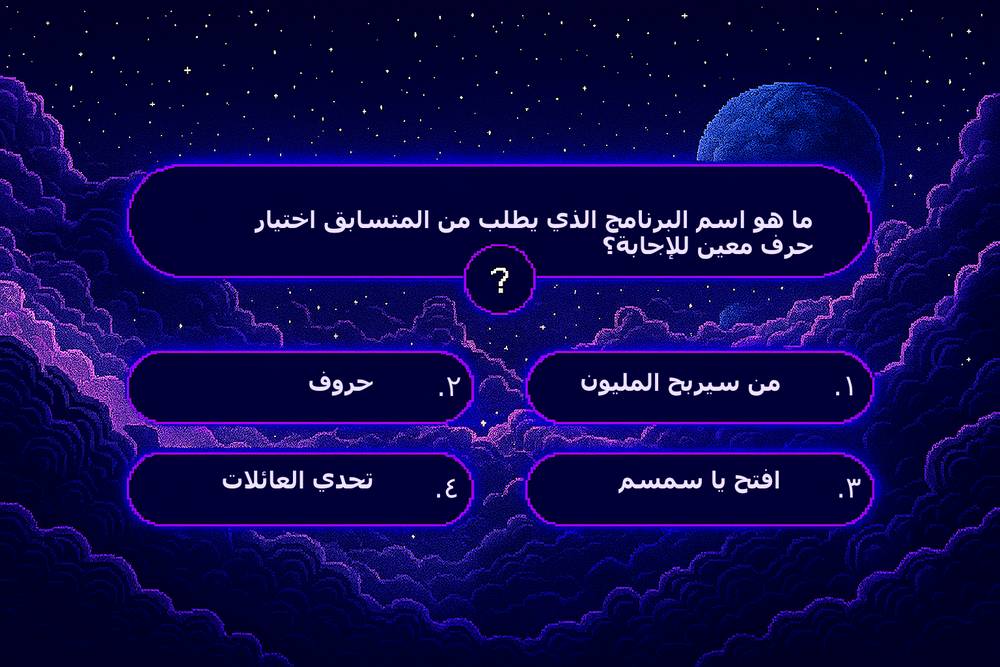 ما هو اسم البرنامج الذي يطلب من المتسابق اختيار
حرف معين للإجابة؟
?
١. من سيربح المليون
٢. حروف
٣. افتح يا سمسم
٤. تحدي العائلات